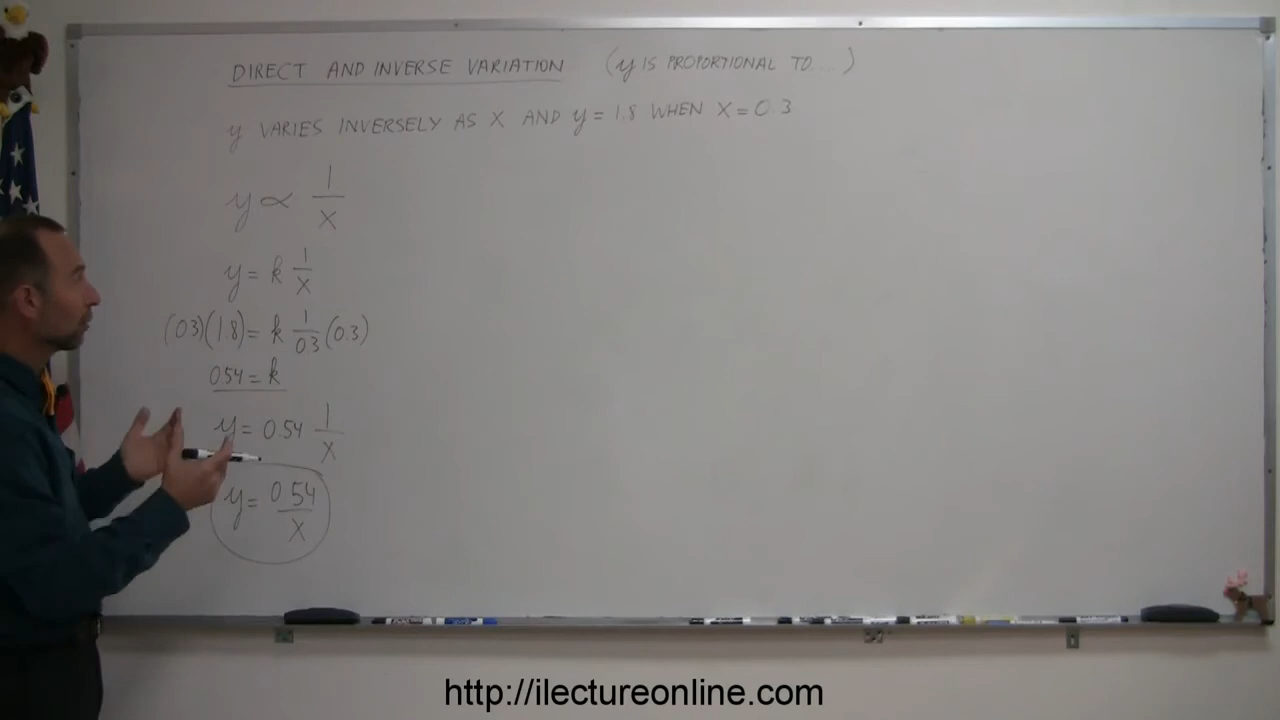 DIRECT AND INVERSE VARIATION (y IS PROPORTIONAL TO....)
y VARIES INVERSELY AS X AND y = 1.8 WHEN X = 0.3
y ∝ 1/X
y = k 1/X
(0.3)(1.8) = k 1/0.3 (0.3)
0.54 = k
y = 0.54 1/X
y = 0.54/X
http://ilectureonline.com